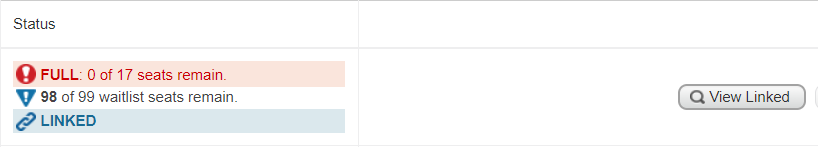 Status
FULL: 0 of 17 seats remain.
98 of 99 waitlist seats remain.
LINKED
View Linked